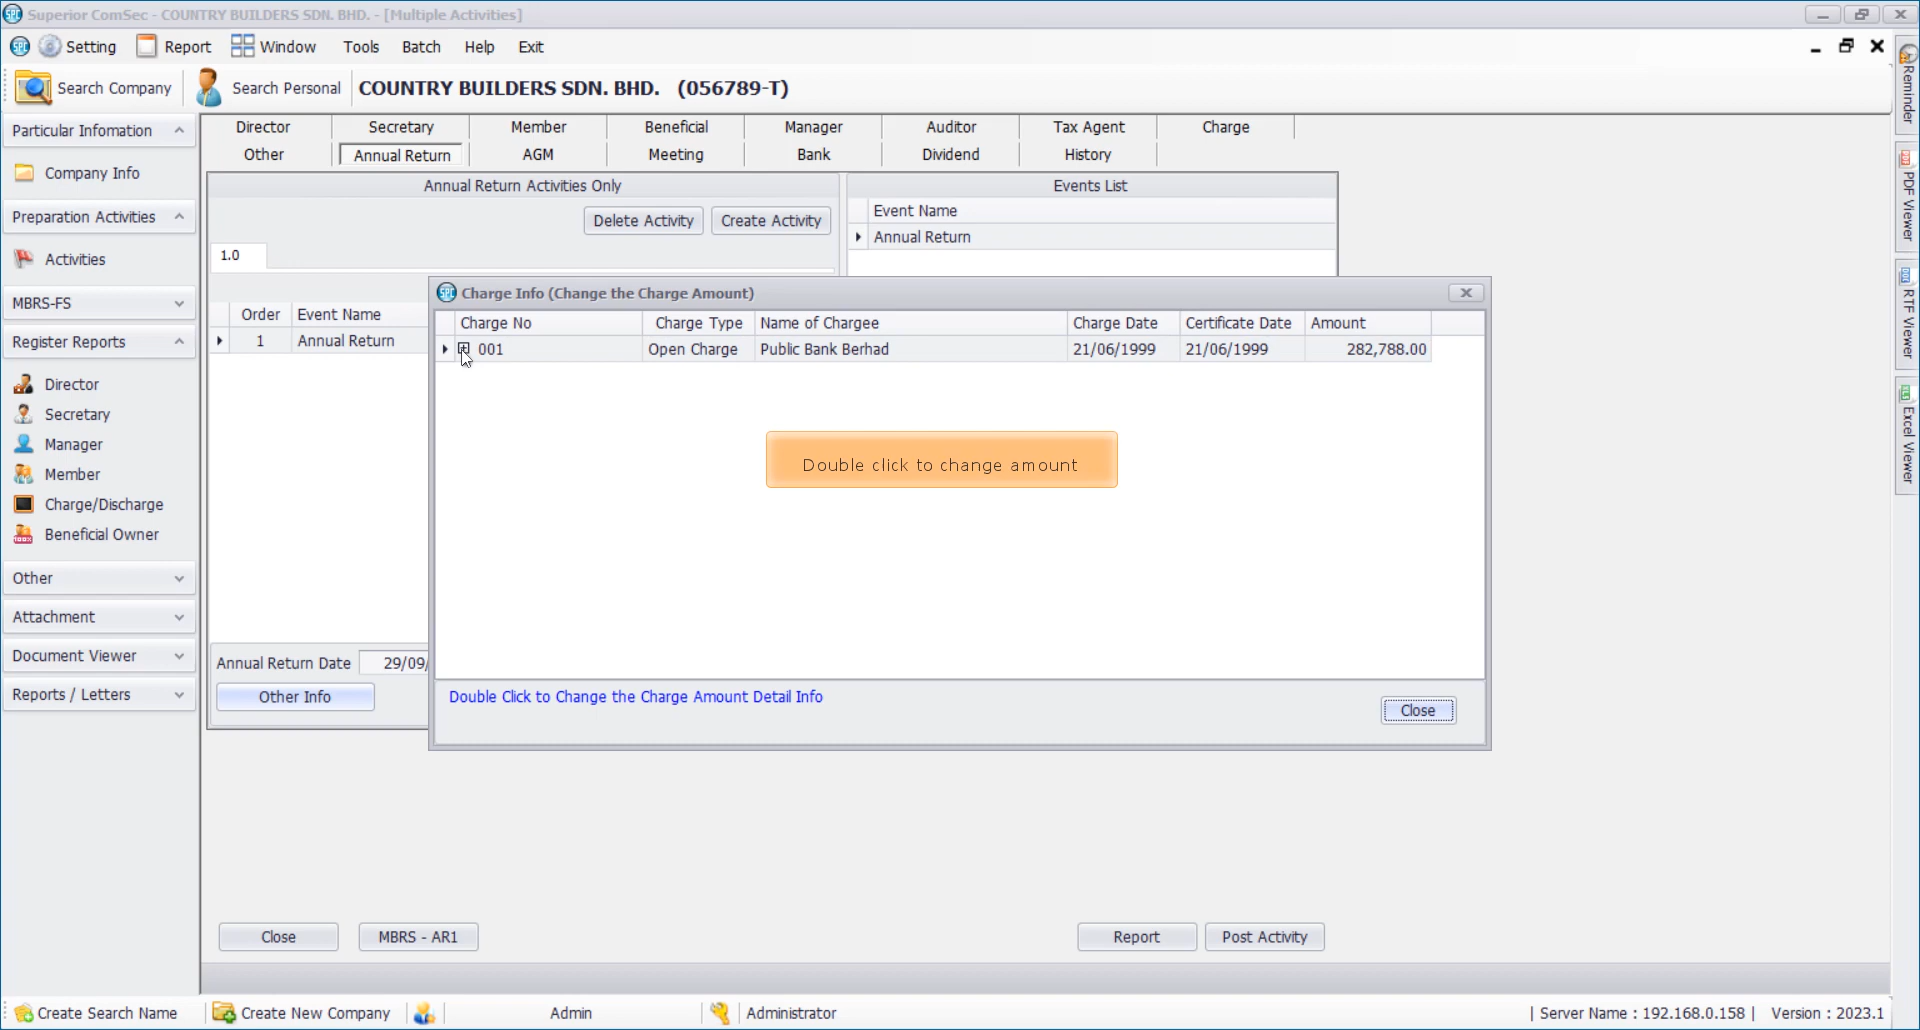 Superior ComSec - COUNTRY BUILDERS SDN. BHD. - [Multiple Activities]
Setting Report Window Tools Batch Help Exit
Search Company Search Personal COUNTRY BUILDERS SDN. BHD. (056789-T)
Particular Infomation
Company Info
Preparation Activities
Activities
MBRS-FS
Register Reports
Director
Secretary
Manager
Member
Charge/Discharge
Beneficial Owner
Other
Attachment
Document Viewer
Reports / Letters
Director Secretary Member Beneficial Manager Auditor Tax Agent Charge
Other Annual Return AGM Meeting Bank Dividend History
Annual Return Activities Only
Delete Activity Create Activity
1.0
Order Event Name
1 Annual Return
Annual Return Date 29/09/
Other Info
Events List
Event Name
Annual Return
Charge Info (Change the Charge Amount)
Charge No Charge Type Name of Chargee Charge Date Certificate Date Amount
001 Open Charge Public Bank Berhad 21/06/1999 21/06/1999 282,788.00
Double click to change amount
Double Click to Change the Charge Amount Detail Info
Close
Close MBRS - AR1 Report Post Activity
Reminder
PDF Viewer
RTF Viewer
Excel Viewer
Create Search Name Create New Company Admin Administrator | Server Name : 192.168.0.158 | Version : 2023.1